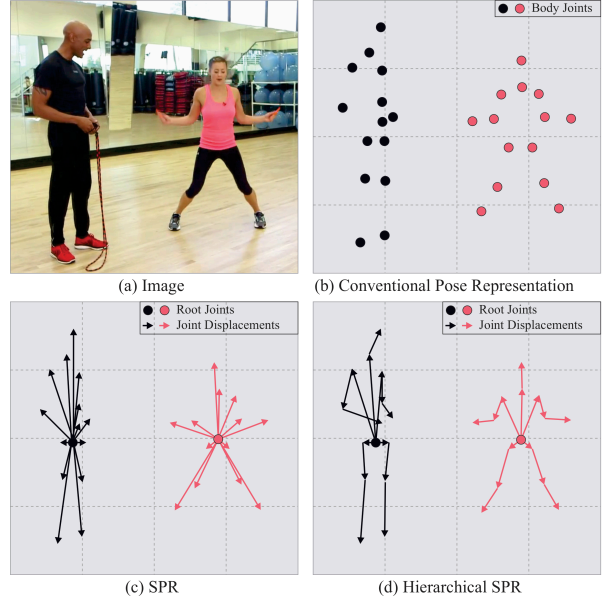 Body Joints
(a) Image
(b) Conventional Pose Representation
Root Joints
Joint Displacements
Root Joints
Joint Displacements
(c) SPR
(d) Hierarchical SPR